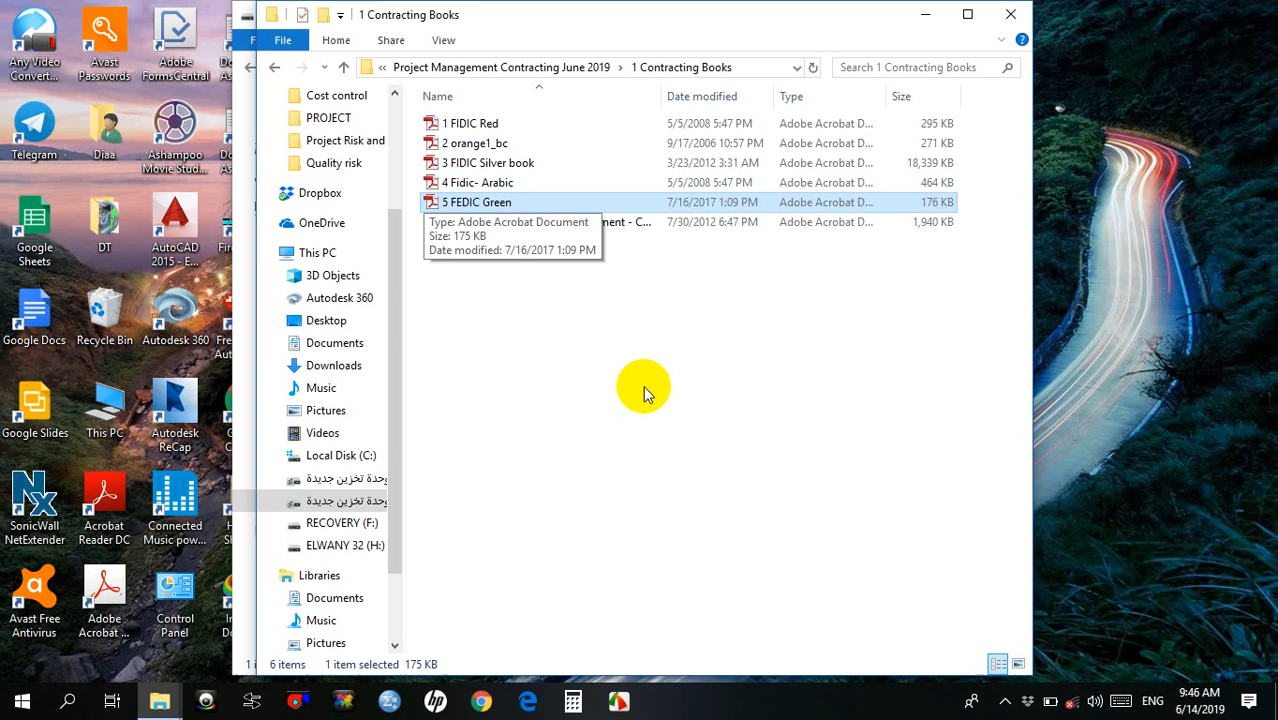 1 Contracting Books
File
Home
Share
View
«
Project Management Contracting June 2019
1 Contracting Books
Search 1 Contracting Books
Name
Date modified
Type
Size
1 FIDIC Red
5/5/2008 5:47 PM
Adobe Acrobat D...
295 KB
2 orange1_bc
9/17/2006 10:57 PM
Adobe Acrobat D...
271 KB
3 FIDIC Silver book
3/23/2012 3:31 AM
Adobe Acrobat D...
18,339 KB
4 Fidic- Arabic
5/5/2008 5:47 PM
Adobe Acrobat D...
464 KB
5 FEDIC Green
7/16/2017 1:09 PM
Adobe Acrobat D...
176 KB
- C...
7/30/2012 6:47 PM
Adobe Acrobat D...
1,940 KB
Type: Adobe Acrobat Document
Size: 175 KB
Date modified: 7/16/2017 1:09 PM
Cost control
PROJECT
Project Risk and
Quality risk
Dropbox
OneDrive
This PC
3D Objects
Autodesk 360
Desktop
Documents
Downloads
Music
Pictures
Videos
Local Disk (C:)
وحدة تخزين جديدة
وحدة تخزين جديدة
RECOVERY (F:)
ELWANY 32 (H:)
Libraries
Documents
Music
Pictures
6 items
1 item selected 175 KB
Any Video
Convert...
Avast
Passwords
Adobe
FormsCentral
Telegram
Diaa
Ashampoo
Movie Stud...
Google
Sheets
DT
AutoCAD
2015 - E...
Google Docs
Recycle Bin
Autodesk 360
Google Slides
This PC
Autodesk
ReCap
SonicWall
NetExtender
Acrobat
Reader DC
Connected
Music pow...
Avast Free
Antivirus
Adobe
Acrobat ...
Control
Panel
ENG
9:46 AM
6/14/2019